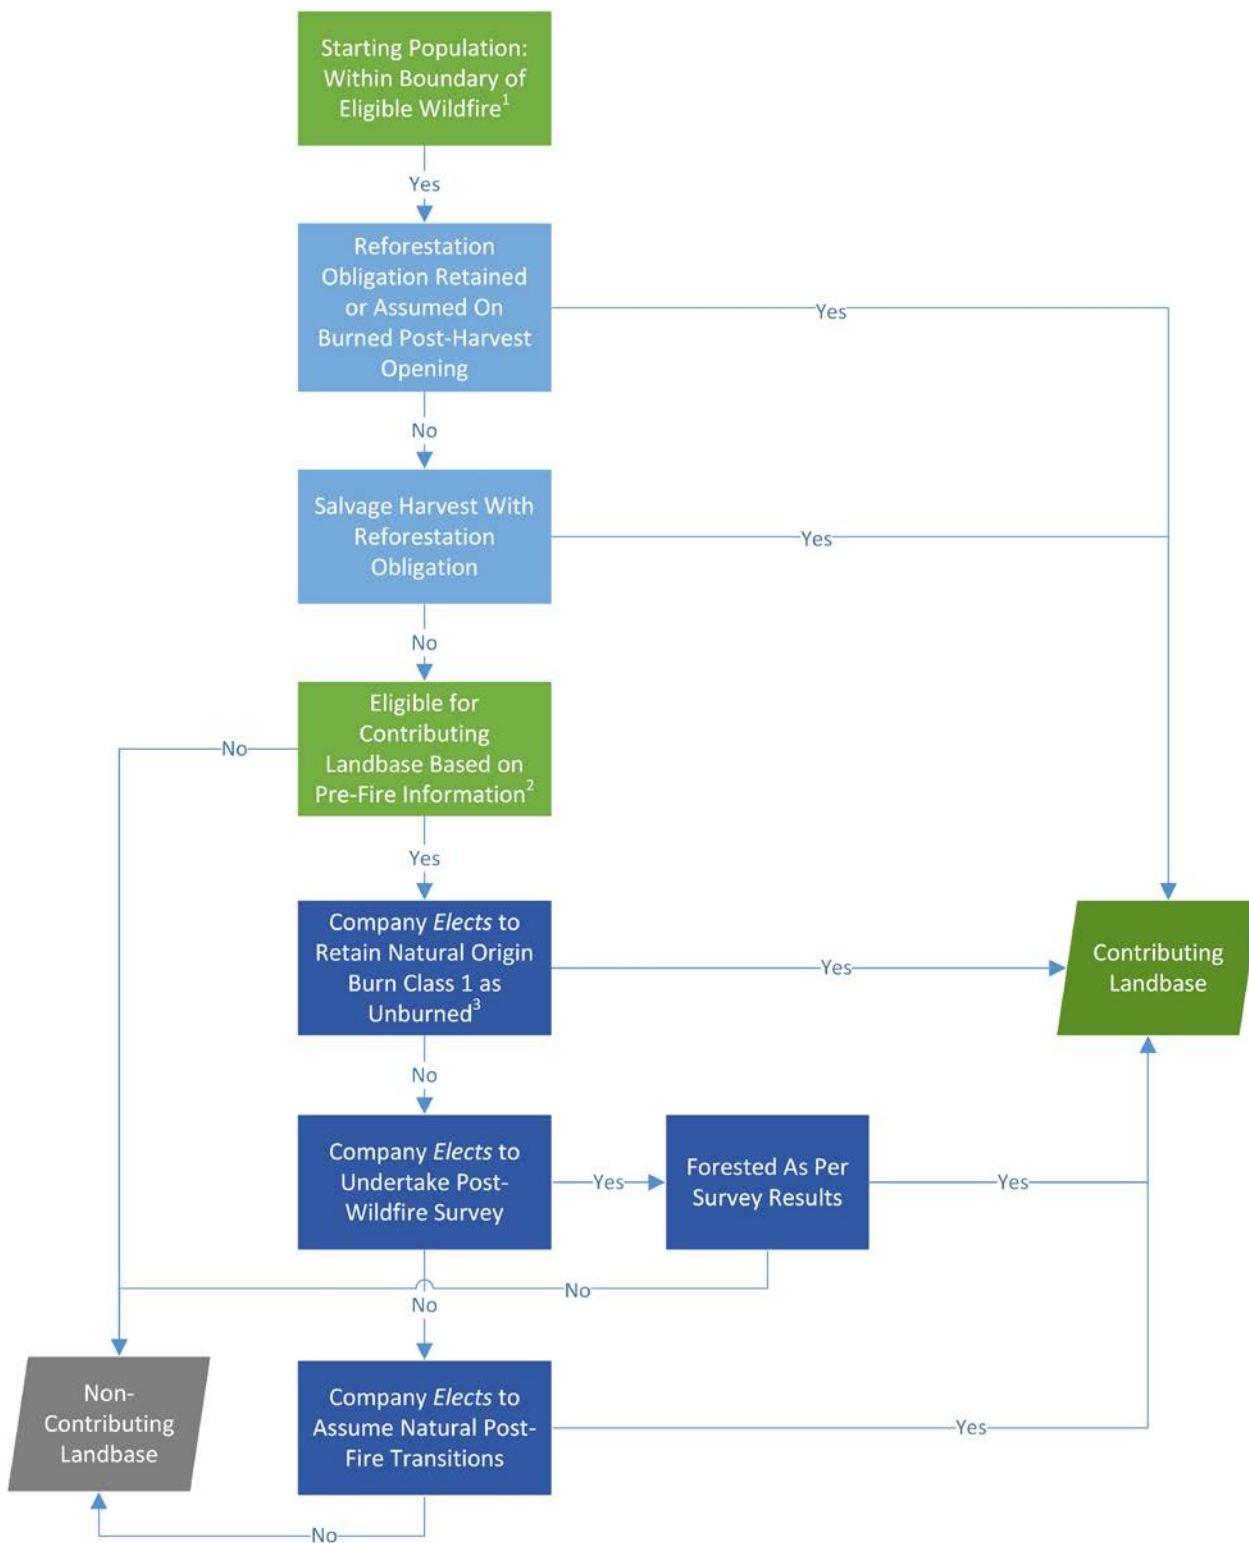 Starting Population:
Within Boundary of
Eligible Wildfire1
Yes
Reforestation
Obligation Retained
or Assumed On
Burned Post-Harvest
Opening
Yes
No
Salvage Harvest With
Reforestation
Obligation
Yes
No
Eligible for
Contributing
Landbase Based on
Pre-Fire Information2
No
Yes
Company Elects to
Retain Natural Origin
Burn Class 1 as
Unburned3
Yes
Contributing
Landbase
No
Company Elects to
Undertake Post-
Wildfire Survey
Yes
Forested As Per
Survey Results
Yes
No
No
Non-
Contributing
Landbase
Company Elects to
Assume Natural Post-
Fire Transitions
Yes
No